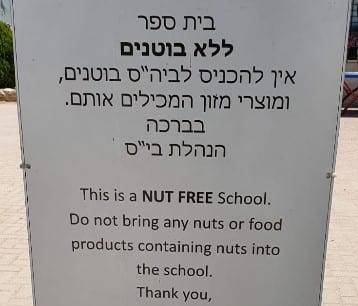 בית ספר
ללא בוטנים
אין להכניס לביה"ס בוטנים,
ומוצרי מזון המכילים אותם.
בברכה
הנהלת בי"ס
This is a NUT FREE School.
Do not bring any nuts or food
products containing nuts into
the school.
Thank you,